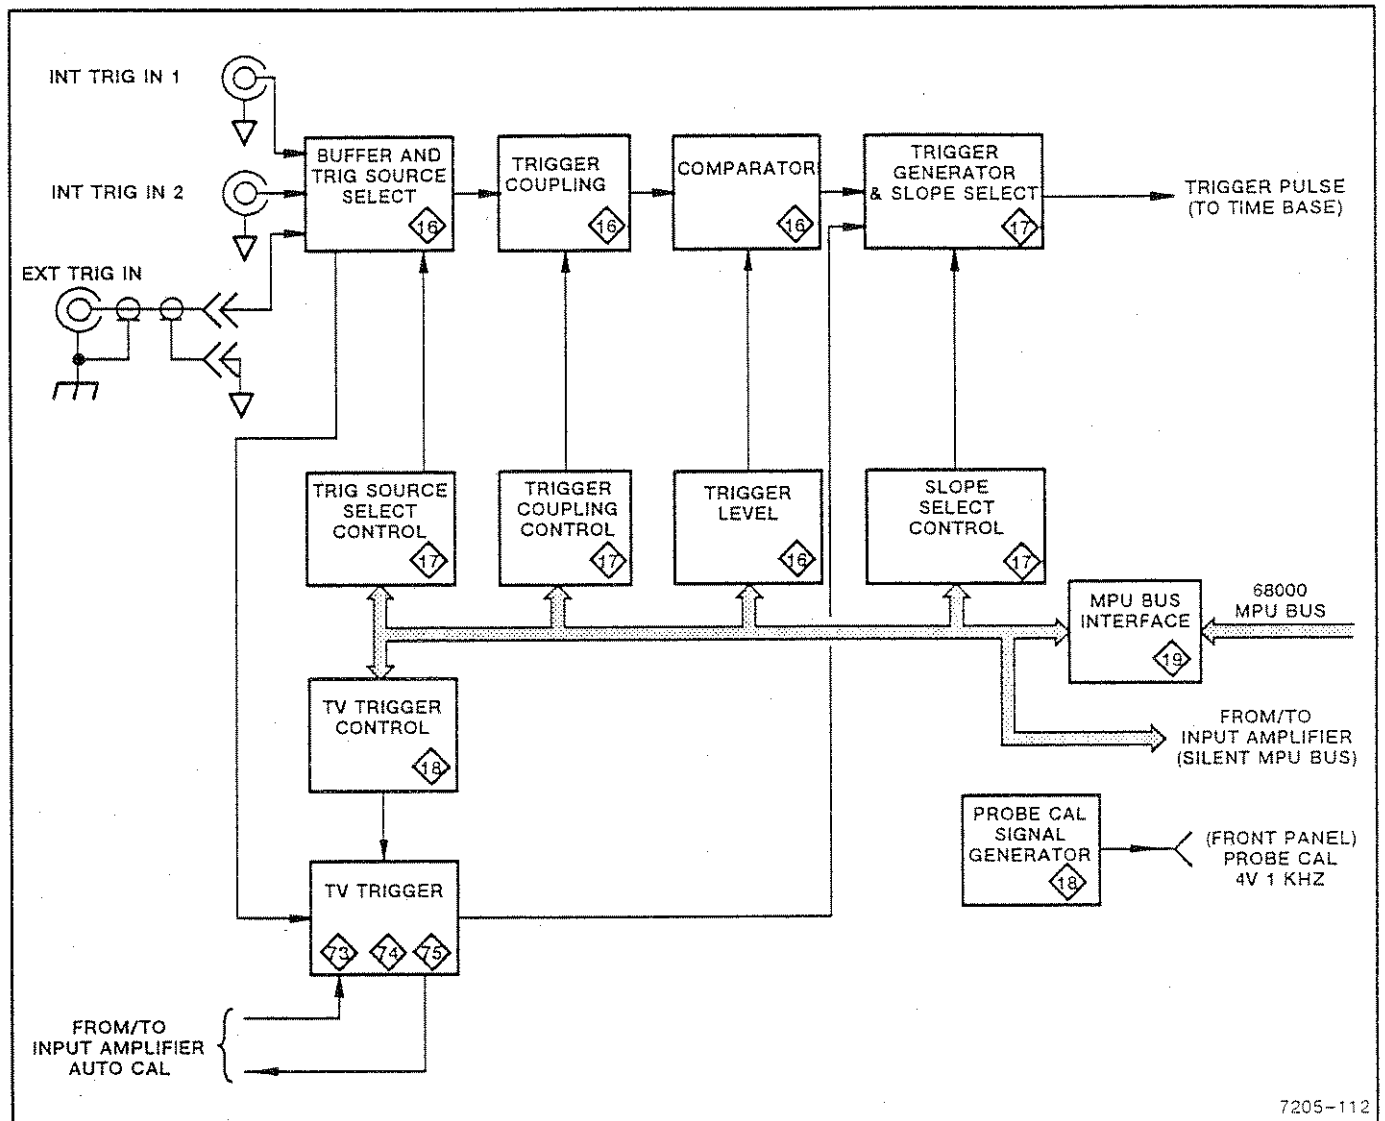 INT TRIG IN 1
INT TRIG IN 2
EXT TRIG IN
BUFFER AND
TRIG SOURCE
SELECT
16
TRIGGER
COUPLING
16
COMPARATOR
16
TRIGGER
GENERATOR
& SLOPE SELECT
17
TRIGGER PULSE
(TO TIME BASE)
TRIG SOURCE
SELECT
CONTROL
17
TRIGGER
COUPLING
CONTROL
17
TRIGGER
LEVEL
16
SLOPE
SELECT
CONTROL
17
MPU BUS
INTERFACE
19
68000
MPU BUS
TV TRIGGER
CONTROL
18
FROM/TO
INPUT AMPLIFIER
(SILENT MPU BUS)
PROBE CAL
SIGNAL
GENERATOR
18
(FRONT PANEL)
PROBE CAL
4V 1 KHZ
TV TRIGGER
73 74 75
FROM/TO
INPUT AMPLIFIER
AUTO CAL
7205-112